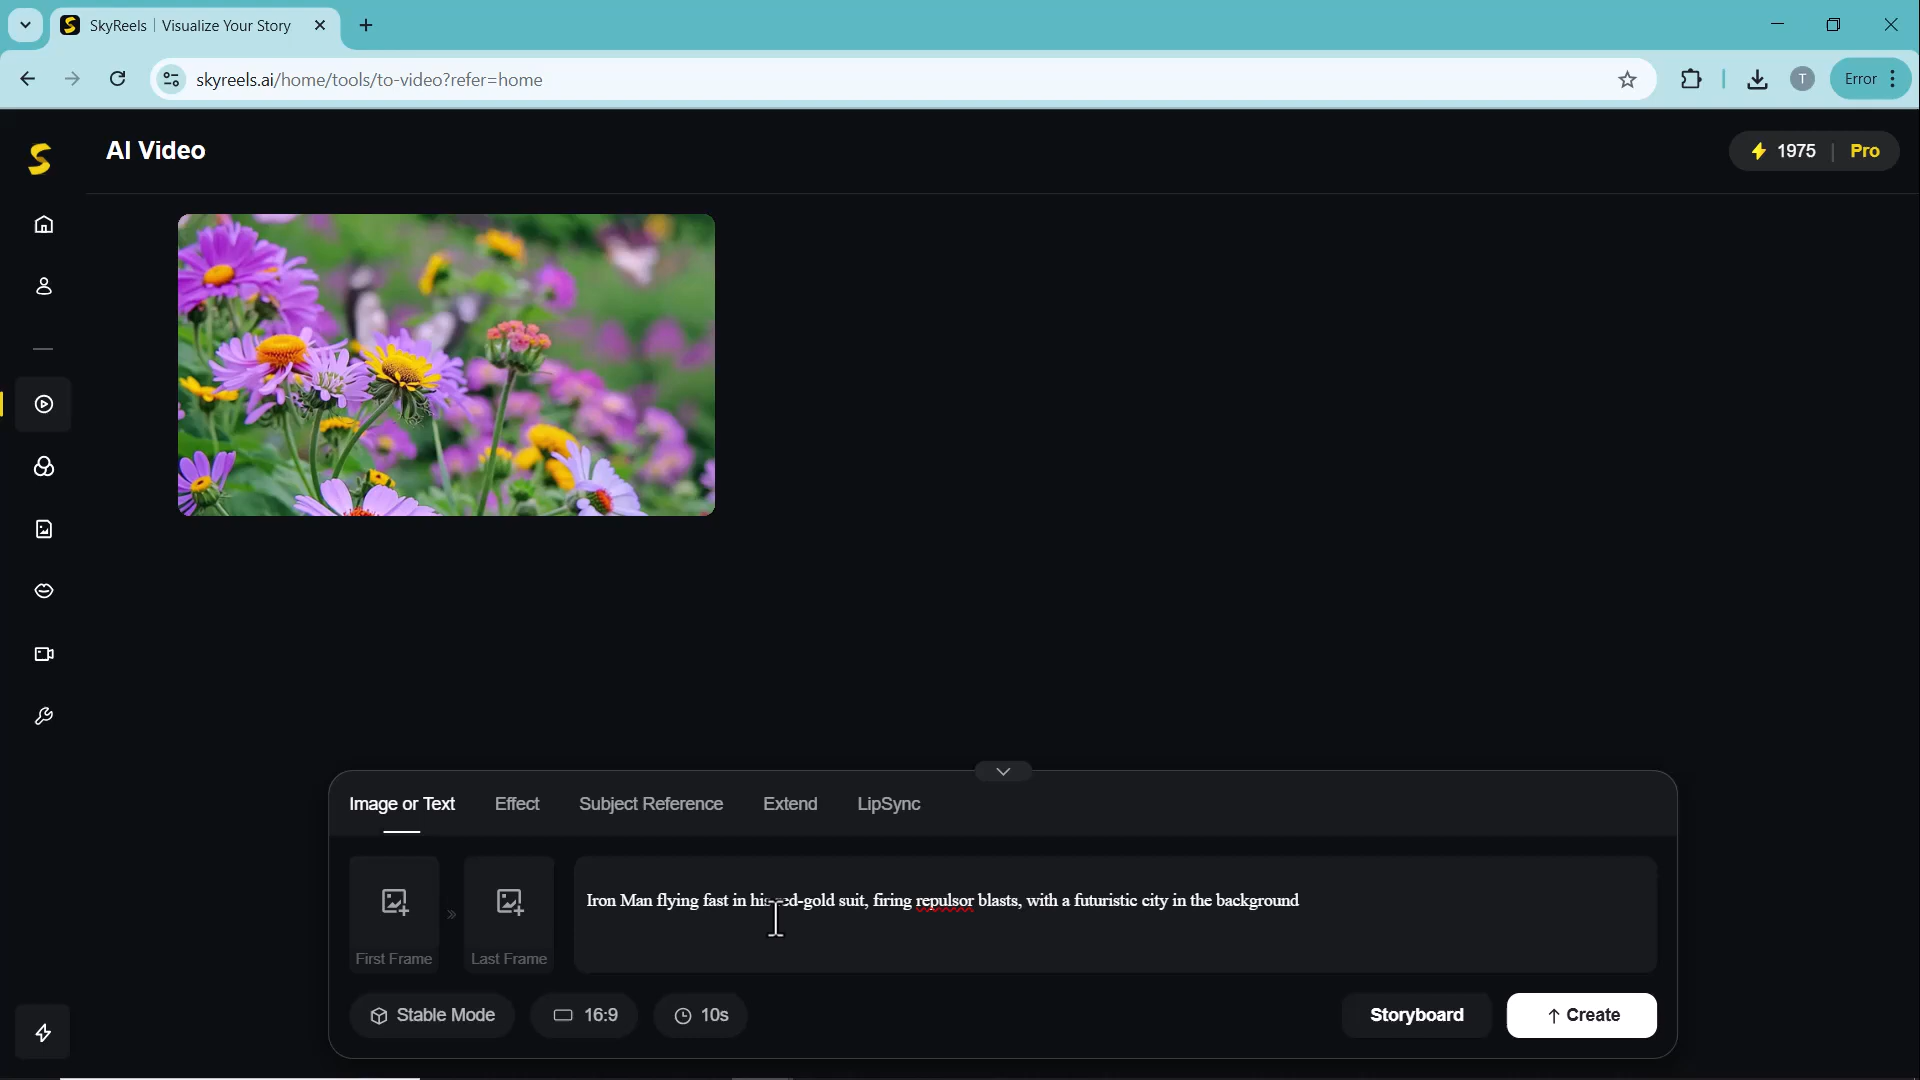 SkyReels | Visualize Your Story
skyreels.ai/home/tools/to-video?refer=home
T
Error
AI Video
1975 | Pro
Image or Text
Effect
Subject Reference
Extend
LipSync
First Frame
Last Frame
Iron Man flying fast in his red-gold suit, firing repulsor blasts, with a futuristic city in the background
Stable Mode
16:9
10s
Storyboard
Create